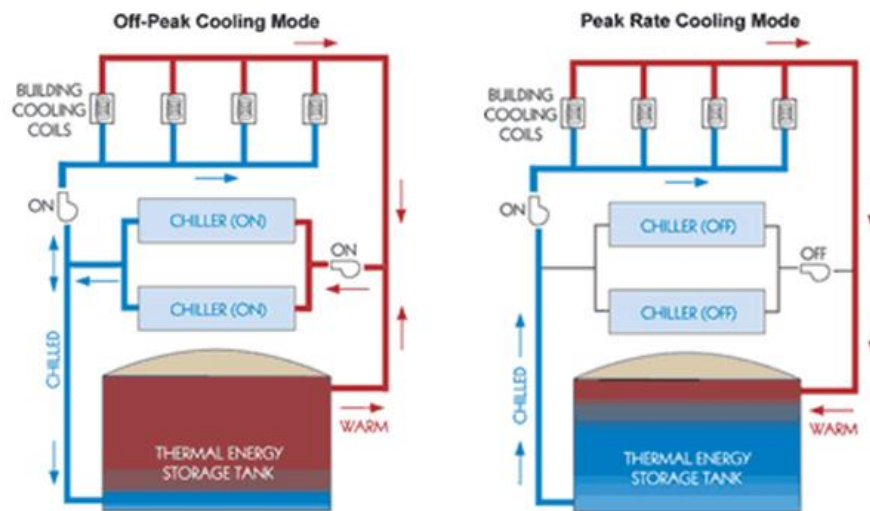 Off-Peak Cooling Mode
BUILDING
COOLING
COILS
ON
CHILLER (ON)
ON
CHILLER (ON)
CHILLED
WARM
THERMAL ENERGY
STORAGE TANK
Peak Rate Cooling Mode
BUILDING
COOLING
COILS
ON
CHILLER (OFF)
OFF
CHILLER (OFF)
CHILLED
WARM
THERMAL ENERGY
STORAGE TANK